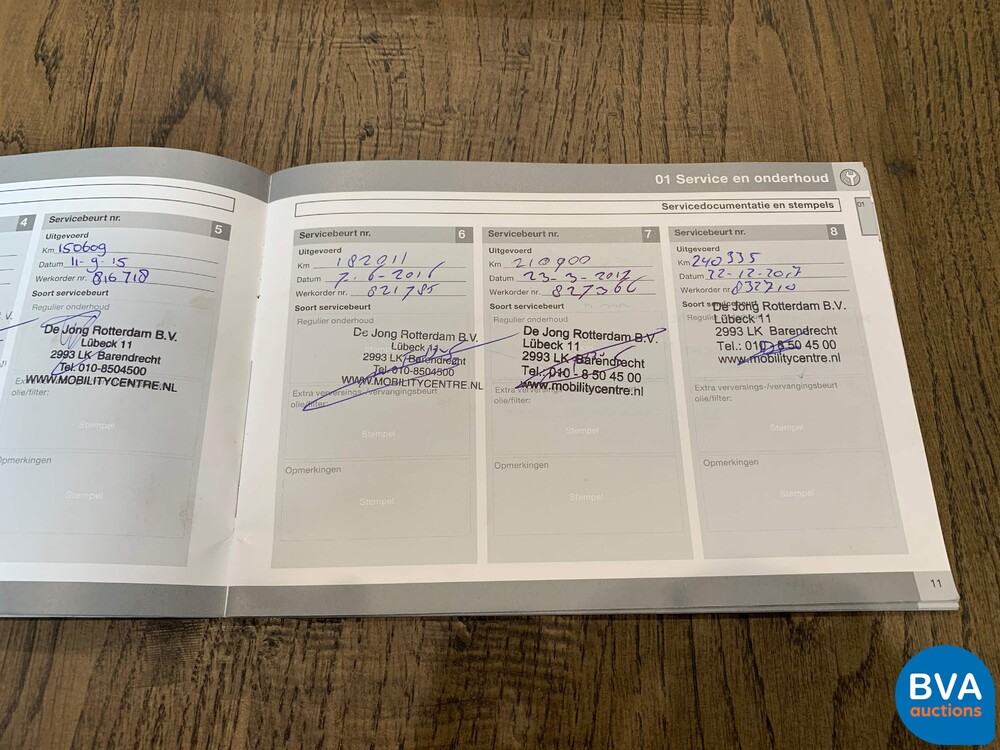 01 Service en onderhoud
Servicedocumentatie en stempels
01
4
Servicebeurt nr. 5
Uitgevoerd
Km 150609
Datum 11-9-15
Werkorder nr. 816718
Soort servicebeurt
Regulier onderhoud
De Jong Rotterdam B.V.
Lübeck 11
2993 LK Barendrecht
Tel. 010-8504500
WWW.MOBILITYCENTRE.NL
olie/filter:
Stempel
Opmerkingen
Stempel
Servicebeurt nr. 6
Uitgevoerd
Km 182011
Datum 7-6-2016
Werkorder nr. 821785
Soort servicebeurt
Regulier onderhoud
De Jong Rotterdam B.V.
Lübeck 11
2993 LK Barendrecht
Tel. 010-8504500
WWW.MOBILITYCENTRE.NL
Extra verversings-/vervangingsbeurt
olie/filter:
Stempel
Opmerkingen
Stempel
Servicebeurt nr. 7
Uitgevoerd
Km 210900
Datum 23-3-2017
Werkorder nr. 827366
Soort servicebeurt
Regulier onderhoud
De Jong Rotterdam B.V.
Lübeck 11
2993 LK Barendrecht
Tel.: 010 - 8 50 45 00
www.mobilitycentre.nl
olie/filter:
Stempel
Opmerkingen
Stempel
Servicebeurt nr. 8
Uitgevoerd
Km 240335
Datum 22-12-2017
Werkorder nr. 832710
Soort servicebeurt
De Jong Rotterdam B.V.
Lübeck 11
2993 LK Barendrecht
Tel.: 010 - 8 50 45 00
www.mobilitycentre.nl
Extra verversings-/vervangingsbeurt
olie/filter:
Stempel
Opmerkingen
Stempel
11
BVA
auctions